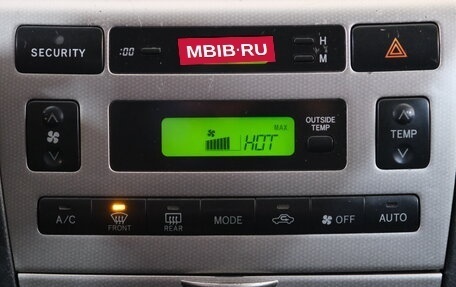 SECURITY
:00
MBIB·RU
H
M
OUTSIDE TEMP
MAX
HOT
TEMP
A/C
FRONT
REAR
MODE
OFF
AUTO